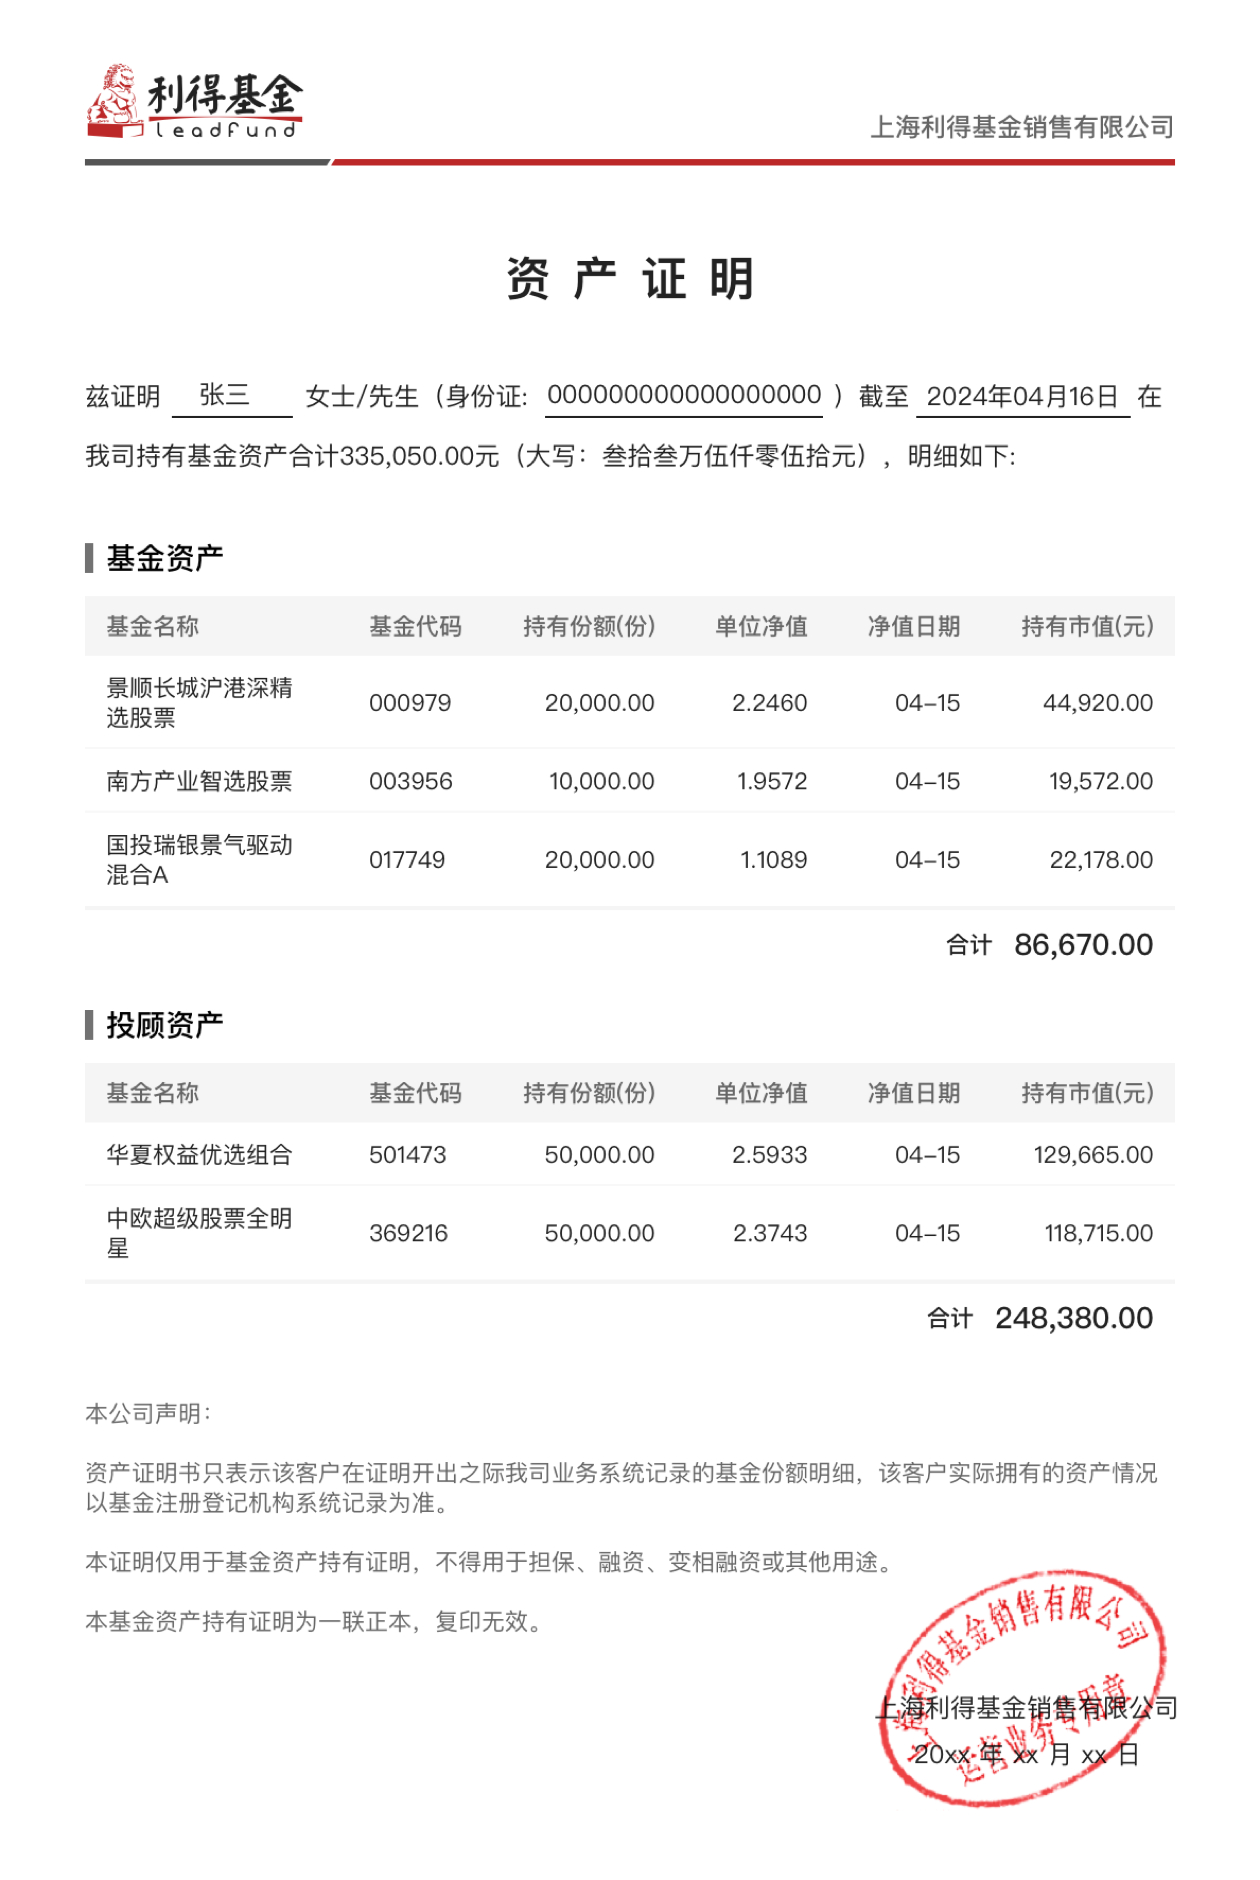 利得基金
leadfund
上海利得基金销售有限公司
资产证明
兹证明 张三 女士/先生（身份证: 000000000000000000 ）截至 2024年04月16日 在
我司持有基金资产合计335,050.00元（大写：叁拾叁万伍仟零伍拾元），明细如下:
基金资产
基金名称 基金代码 持有份额(份) 单位净值 净值日期 持有市值(元)
景顺长城沪港深精
选股票 000979 20,000.00 2.2460 04-15 44,920.00
南方产业智选股票 003956 10,000.00 1.9572 04-15 19,572.00
国投瑞银景气驱动
混合A 017749 20,000.00 1.1089 04-15 22,178.00
合计 86,670.00
投顾资产
基金名称 基金代码 持有份额(份) 单位净值 净值日期 持有市值(元)
华夏权益优选组合 501473 50,000.00 2.5933 04-15 129,665.00
中欧超级股票全明
星 369216 50,000.00 2.3743 04-15 118,715.00
合计 248,380.00
本公司声明：
资产证明书只表示该客户在证明开出之际我司业务系统记录的基金份额明细，该客户实际拥有的资产情况
以基金注册登记机构系统记录为准。
本证明仅用于基金资产持有证明，不得用于担保、融资、变相融资或其他用途。
本基金资产持有证明为一联正本，复印无效。
上海利得基金销售有限公司
运营业务专用章
上海利得基金销售有限公司
20xx 年 xx 月 xx 日